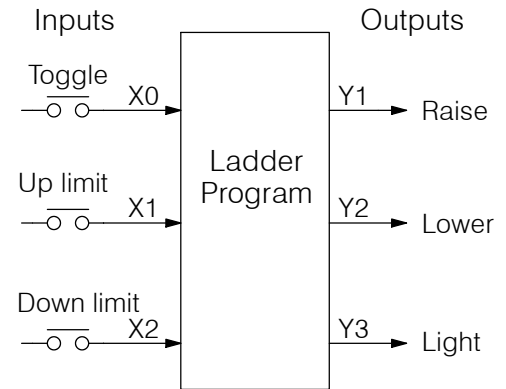 Inputs
Outputs
Toggle
X0
Y1
Raise
Ladder
Program
Up limit
X1
Y2
Lower
Down limit
X2
Y3
Light